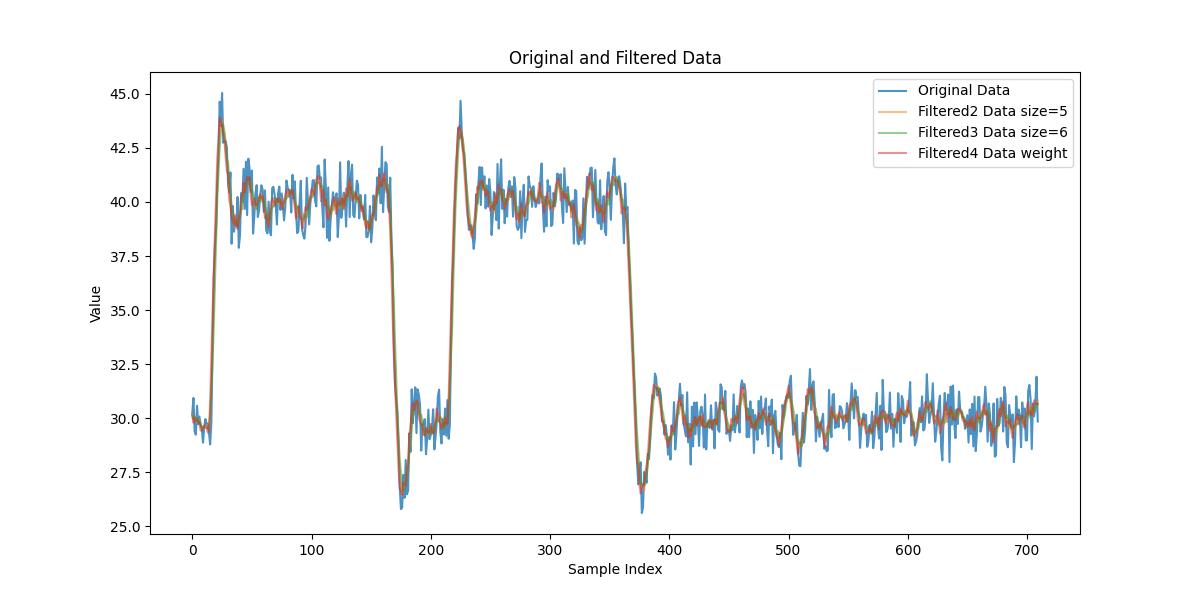 Original and Filtered Data
Original Data
Filtered2 Data size=5
Filtered3 Data size=6
Filtered4 Data weight
45.0
42.5
40.0
37.5
35.0
32.5
30.0
27.5
25.0
Value
0 100 200 300 400 500 600 700
Sample Index